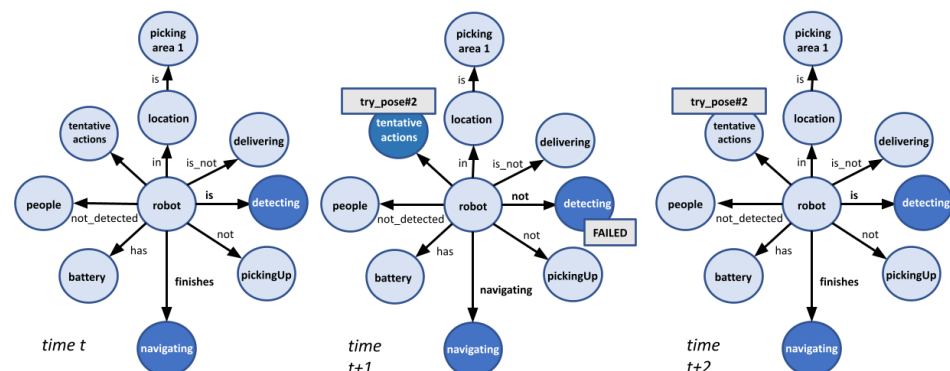 picking
area 1
is
location
tentative
actions
in
is_not
delivering
people
not_detected
robot
is
detecting
has
not
battery
finishes
pickingUp
navigating
time t
picking
area 1
is
try_pose#2
location
tentative
actions
in
is_not
delivering
people
not_detected
robot
not
detecting
FAILED
has
not
battery
navigating
pickingUp
navigating
time
t+1
picking
area 1
is
try_pose#2
location
tentative
actions
in
is_not
delivering
people
not_detected
robot
is
detecting
has
not
battery
finishes
pickingUp
navigating
time
t+2